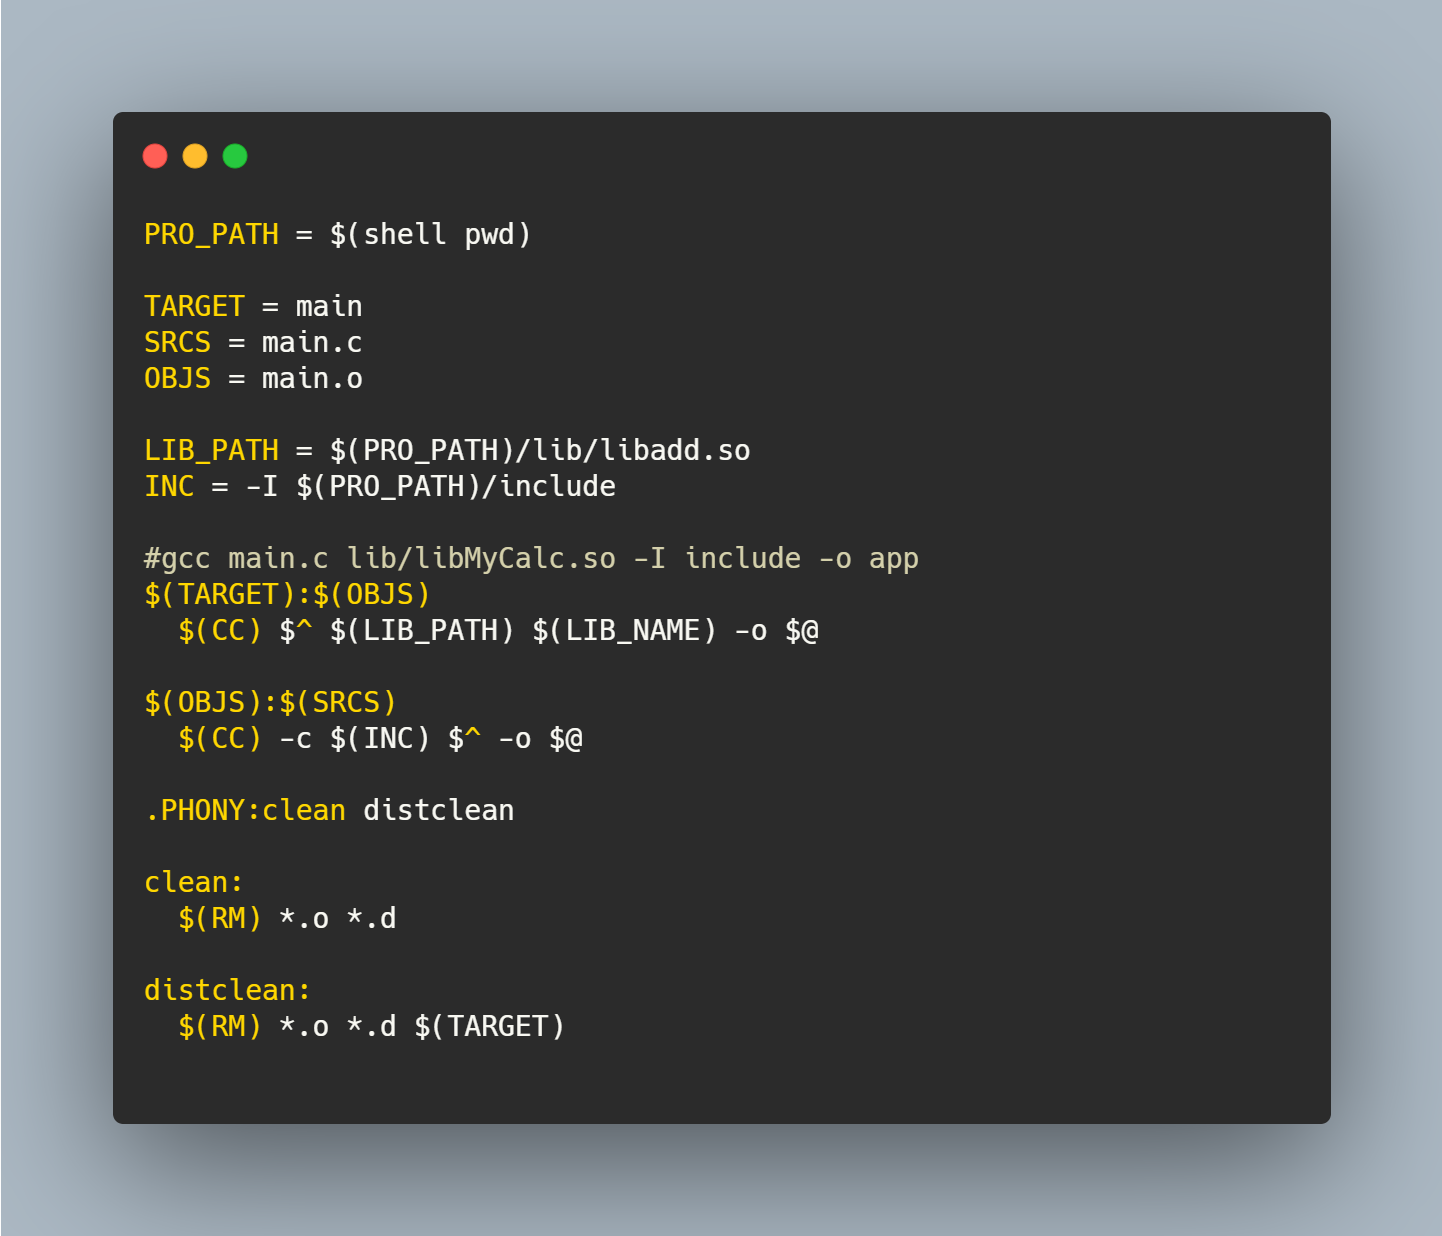 PRO_PATH = $(shell pwd)

TARGET = main
SRCS = main.c
OBJS = main.o

LIB_PATH = $(PRO_PATH)/lib/libadd.so
INC = -I $(PRO_PATH)/include

#gcc main.c lib/libMyCalc.so -I include -o app
$(TARGET):$(OBJS)
  $(CC) $^ $(LIB_PATH) $(LIB_NAME) -o $@

$(OBJS):$(SRCS)
  $(CC) -c $(INC) $^ -o $@

.PHONY:clean distclean

clean:
  $(RM) *.o *.d

distclean:
  $(RM) *.o *.d $(TARGET)